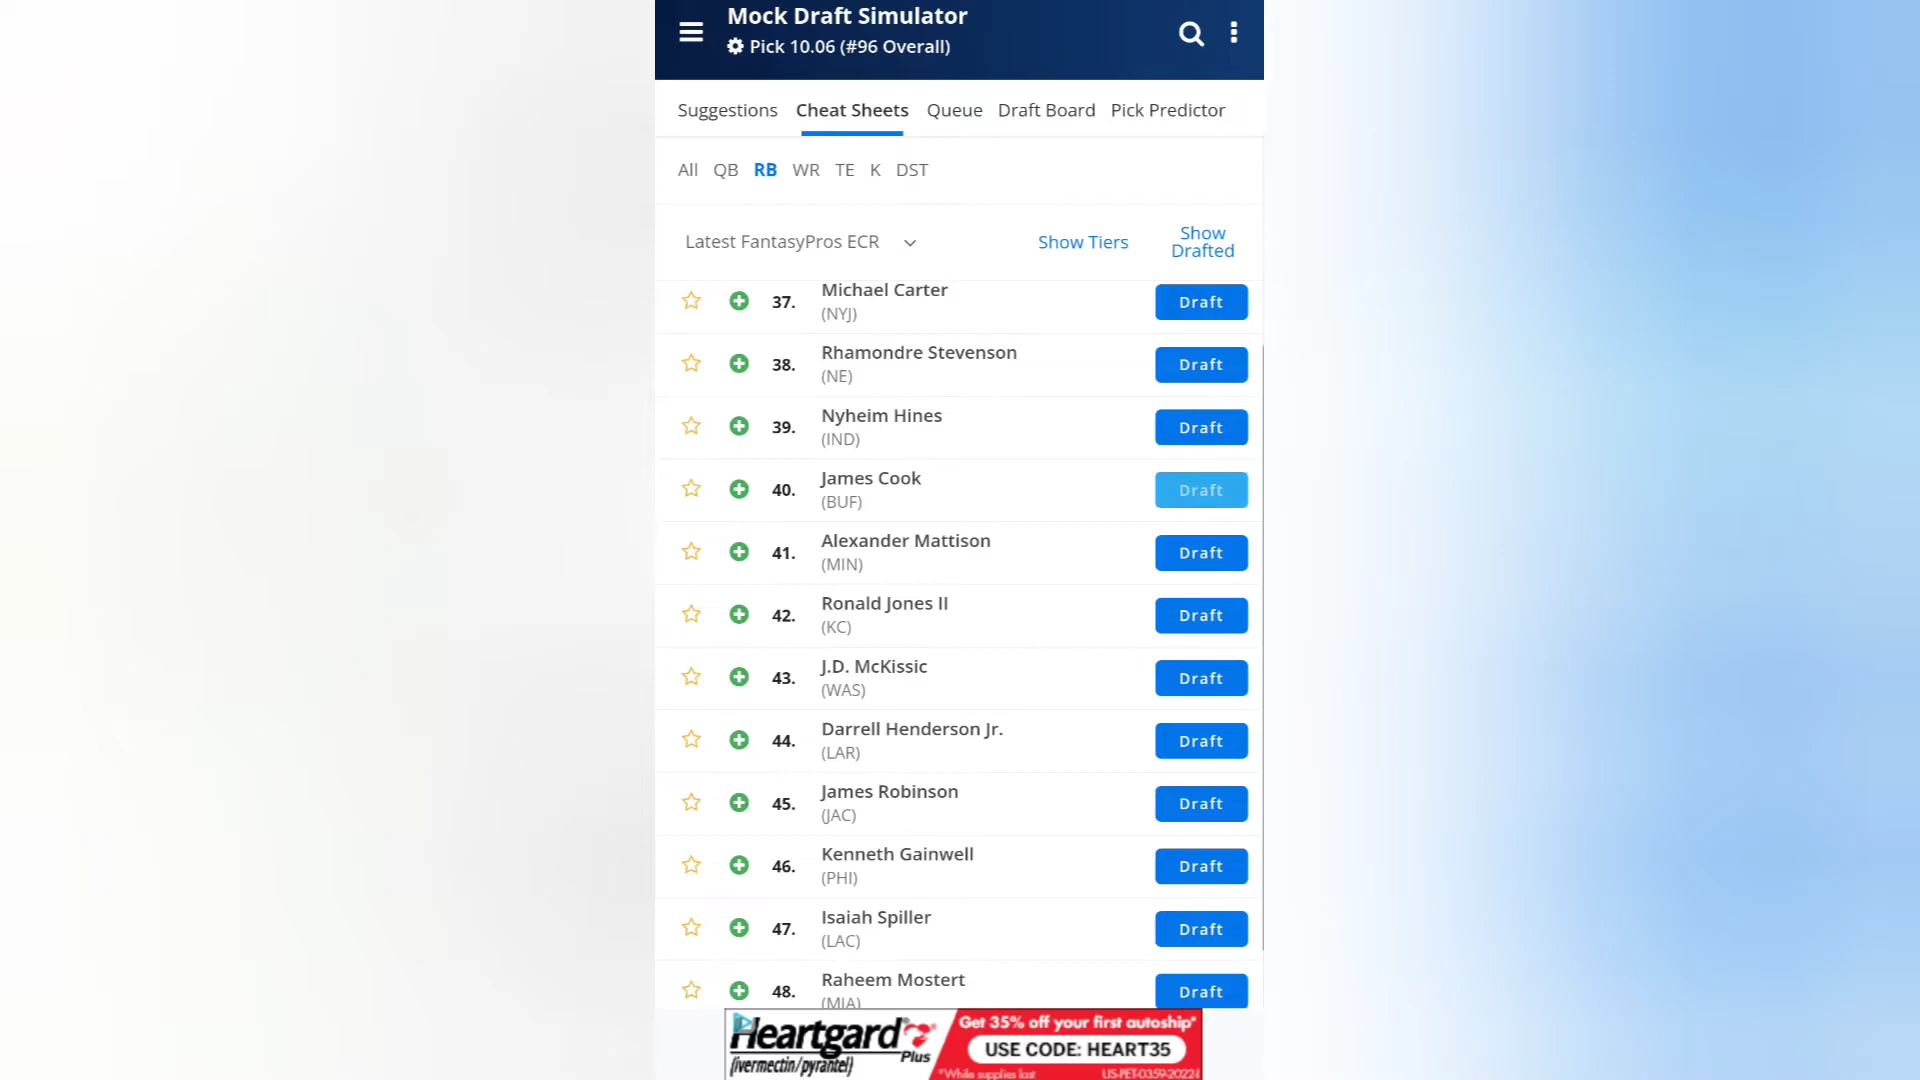 Mock Draft Simulator
Pick 10.06 (#96 Overall)
Suggestions Cheat Sheets Queue Draft Board Pick Predictor
All QB RB WR TE K DST
Latest FantasyPros ECR Show Tiers Show Drafted
37. Michael Carter (NYJ) Draft
38. Rhamondre Stevenson (NE) Draft
39. Nyheim Hines (IND) Draft
40. James Cook (BUF) Draft
41. Alexander Mattison (MIN) Draft
42. Ronald Jones II (KC) Draft
43. J.D. McKissic (WAS) Draft
44. Darrell Henderson Jr. (LAR) Draft
45. James Robinson (JAC) Draft
46. Kenneth Gainwell (PHI) Draft
47. Isaiah Spiller (LAC) Draft
48. Raheem Mostert (MIA) Draft
Heartgard® Plus
(ivermectin/pyrantel)
Get 35% off your first autoship*
USE CODE: HEART35
*While supplies last US-PET-0359-2022-1